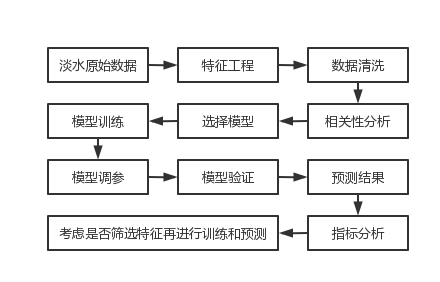 淡水原始数据
特征工程
数据清洗
相关性分析
选择模型
模型训练
模型调参
模型验证
预测结果
指标分析
考虑是否筛选特征再进行训练和预测